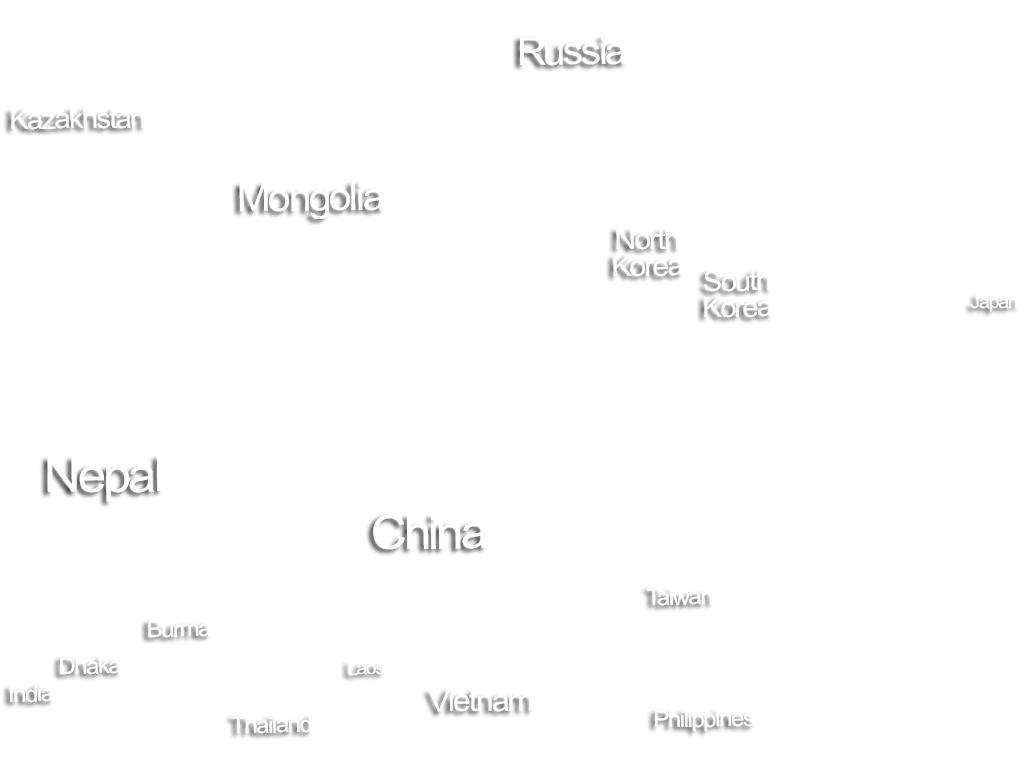 Russia
Kazakhstan
Mongolia
North
Korea
South
Korea
Japan
Nepal
China
Taiwan
Burma
Dhaka
Laos
India
Vietnam
Thailand
Philippines